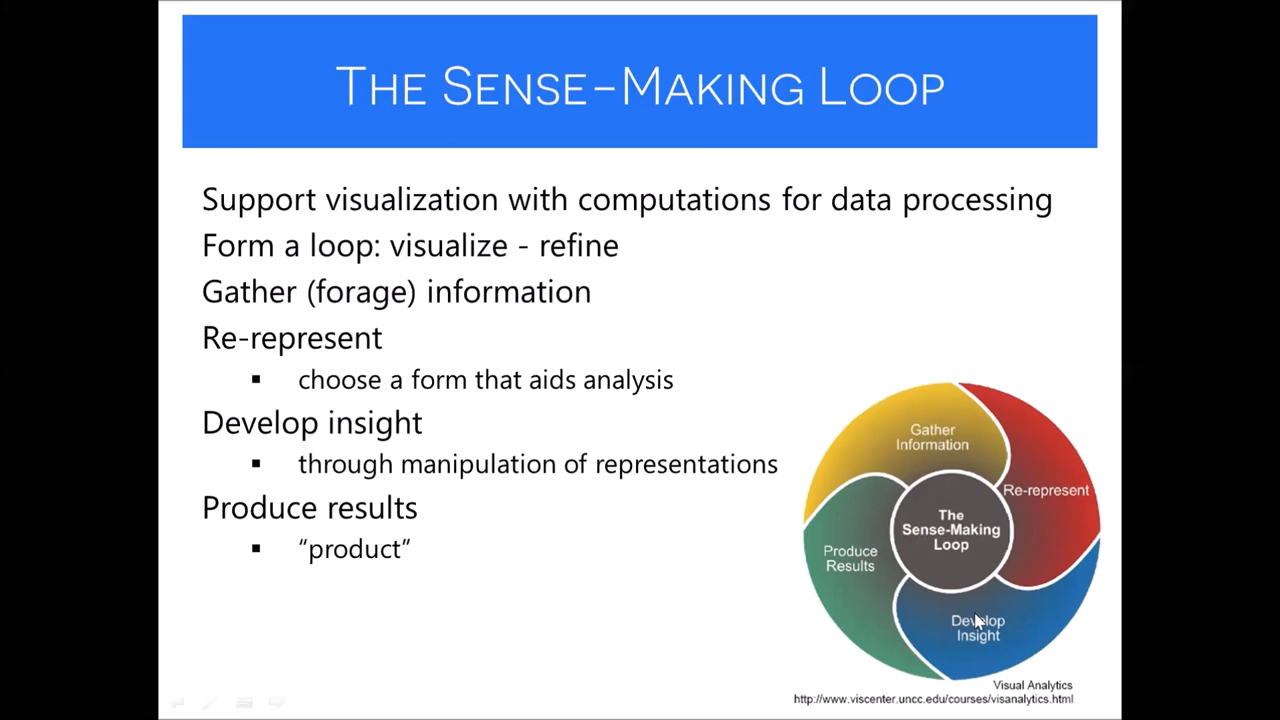 THE SENSE-MAKING LOOP
Support visualization with computations for data processing
Form a loop: visualize - refine
Gather (forage) information
Re-represent
▪ choose a form that aids analysis
Develop insight
▪ through manipulation of representations
Produce results
▪ “product”
Gather
Information
Re-represent
The
Sense-Making
Loop
Produce
Results
Develop
Insight
Visual Analytics
http://www.viscenter.uncc.edu/courses/visanalytics.html